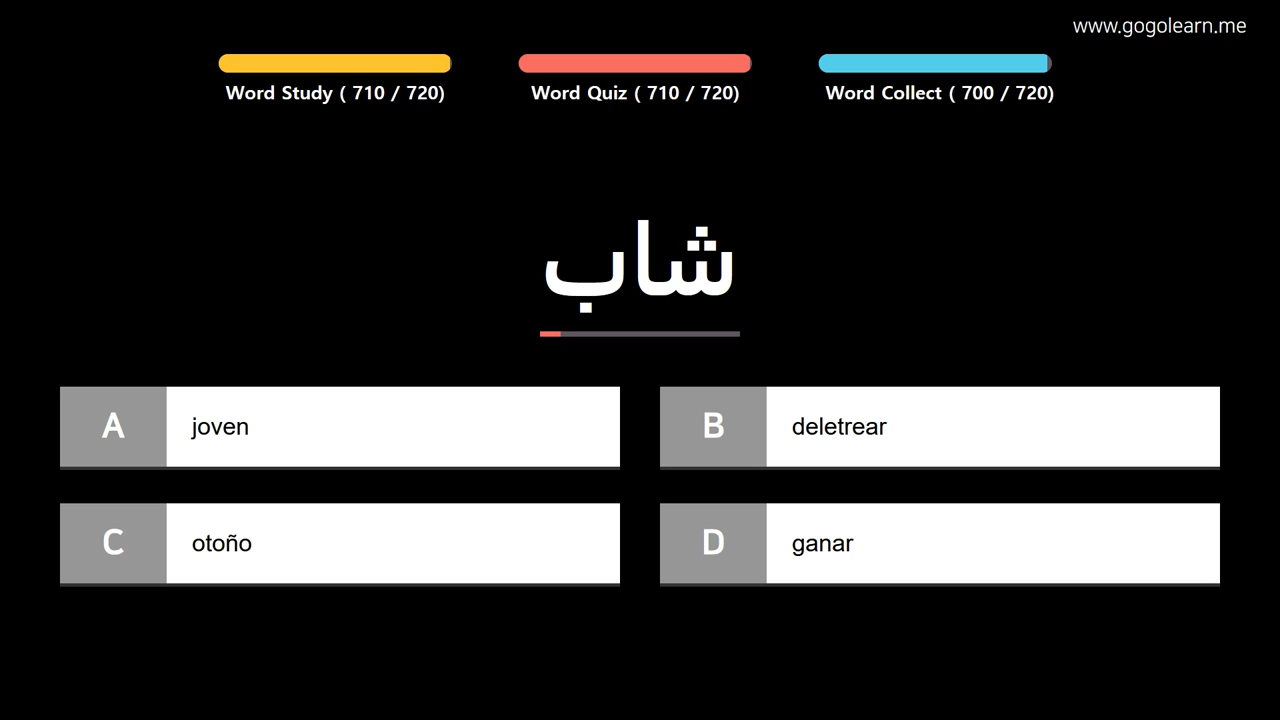 www.gogolearn.me
Word Study ( 710 / 720)
Word Quiz ( 710 / 720)
Word Collect ( 700 / 720)
شاب
A
joven
B
deletrear
C
otoño
D
ganar